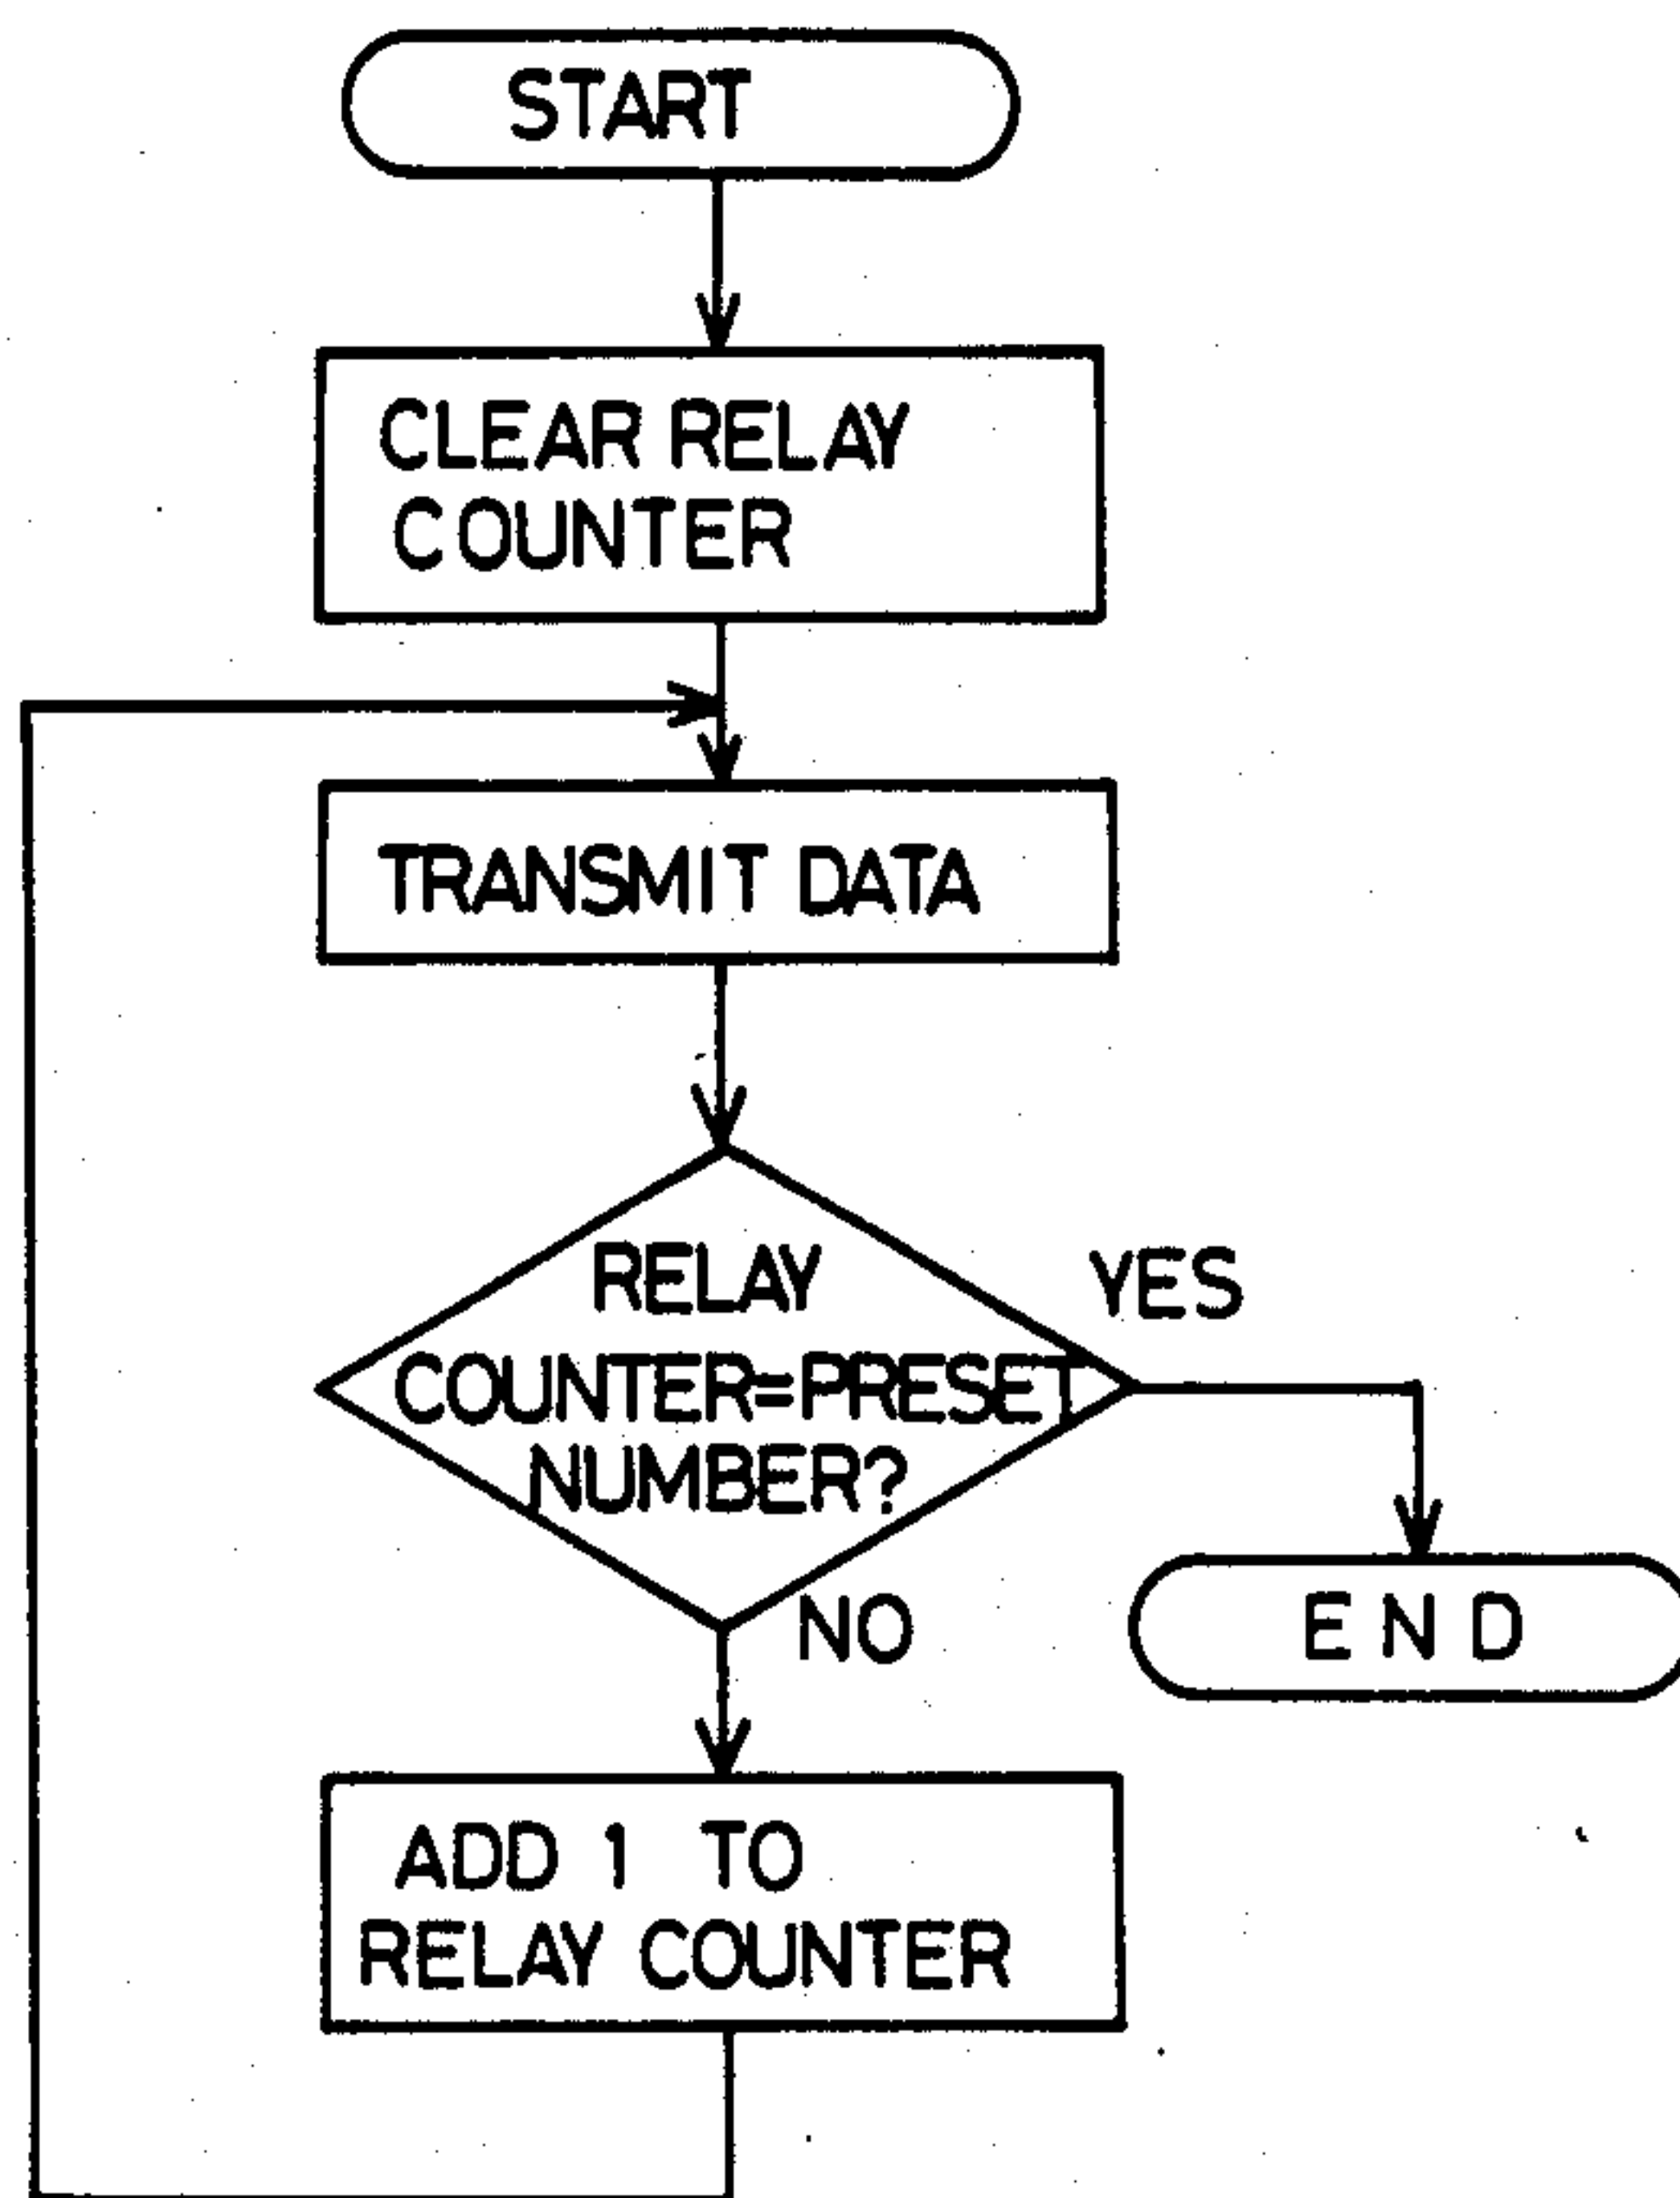 START
CLEAR RELAY
COUNTER
TRANSMIT DATA
RELAY
COUNTER=PRESET
NUMBER?
YES
NO
END
ADD 1 TO
RELAY COUNTER